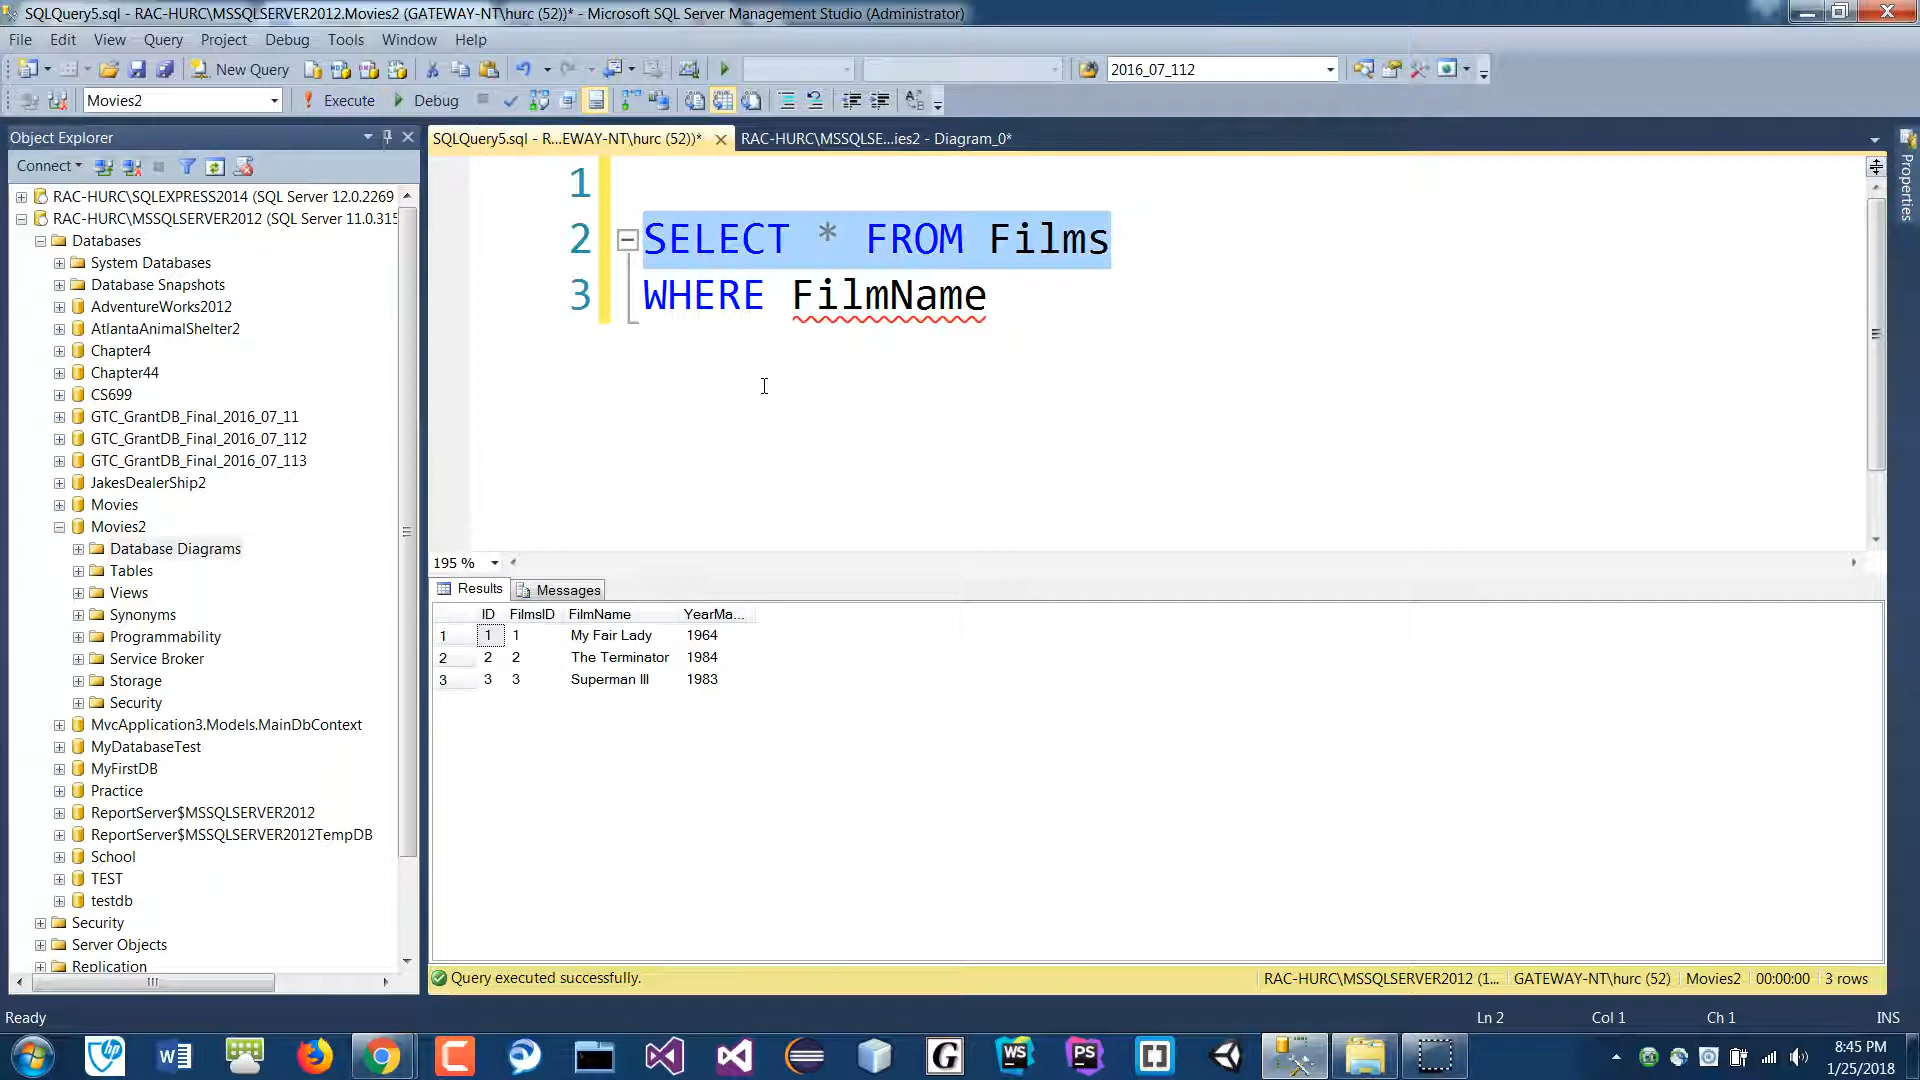 SQLQuery5.sql - RAC-HURC\MSSQLSERVER2012.Movies2 (GATEWAY-NT\hurc (52))* - Microsoft SQL Server Management Studio (Administrator)
File Edit View Query Project Debug Tools Window Help
New Query 2016_07_112
Movies2 Execute Debug
Object Explorer
SQLQuery5.sql - R...EWAY-NT\hurc (52))* RAC-HURC\MSSQLSE...ies2 - Diagram_0*
Properties
Connect
RAC-HURC\SQLEXPRESS2014 (SQL Server 12.0.2269
RAC-HURC\MSSQLSERVER2012 (SQL Server 11.0.315
Databases
System Databases
Database Snapshots
AdventureWorks2012
AtlantaAnimalShelter2
Chapter4
Chapter44
CS699
GTC_GrantDB_Final_2016_07_11
GTC_GrantDB_Final_2016_07_112
GTC_GrantDB_Final_2016_07_113
JakesDealerShip2
Movies
Movies2
Database Diagrams
Tables
Views
Synonyms
Programmability
Service Broker
Storage
Security
MvcApplication3.Models.MainDbContext
MyDatabaseTest
MyFirstDB
Practice
ReportServer$MSSQLSERVER2012
ReportServer$MSSQLSERVER2012TempDB
School
TEST
testdb
Security
Server Objects
Replication
1
2 SELECT * FROM Films
3 WHERE FilmName
195 %
Results Messages
ID FilmsID FilmName YearMa...
1 1 1 My Fair Lady 1964
2 2 2 The Terminator 1984
3 3 3 Superman III 1983
Query executed successfully. RAC-HURC\MSSQLSERVER2012 (1... GATEWAY-NT\hurc (52) Movies2 00:00:00 3 rows
Ready Ln 2 Col 1 Ch 1 INS
hp W G WS PS
8:45 PM
1/25/2018